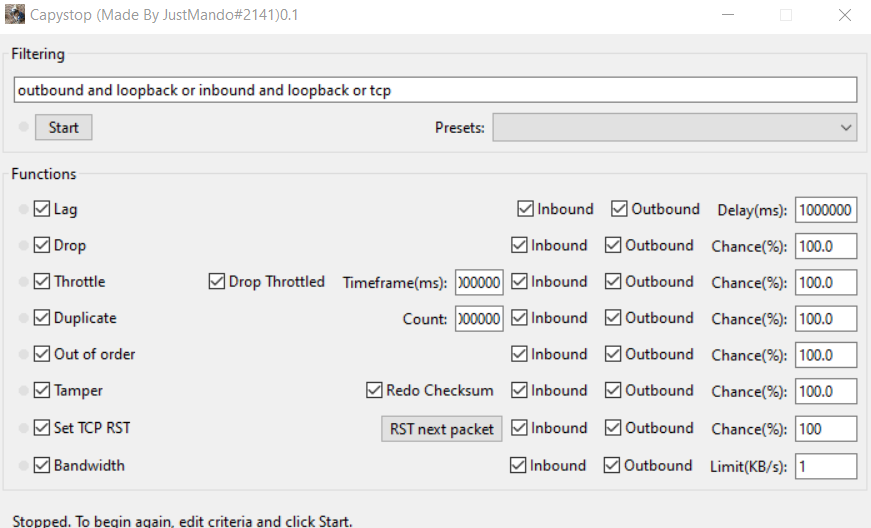 Capystop (Made By JustMando#2141)0.1
Filtering
outbound and loopback or inbound and loopback or tcp
Start Presets:
Functions
Lag Inbound Outbound Delay(ms): 1000000
Drop Inbound Outbound Chance(%): 100.0
Throttle Drop Throttled Timeframe(ms): 000000 Inbound Outbound Chance(%): 100.0
Duplicate Count: 000000 Inbound Outbound Chance(%): 100.0
Out of order Inbound Outbound Chance(%): 100.0
Tamper Redo Checksum Inbound Outbound Chance(%): 100.0
Set TCP RST RST next packet Inbound Outbound Chance(%): 100
Bandwidth Inbound Outbound Limit(KB/s): 1
Stopped. To begin again, edit criteria and click Start.